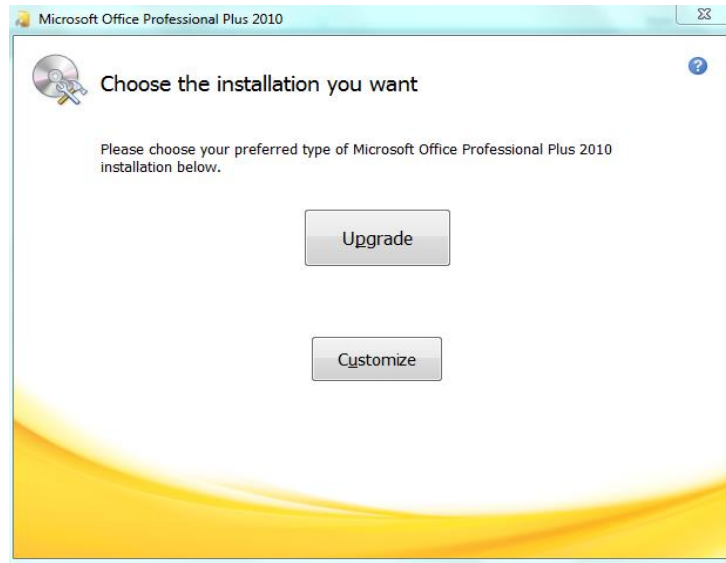 Microsoft Office Professional Plus 2010
Choose the installation you want
Please choose your preferred type of Microsoft Office Professional Plus 2010
installation below.
Upgrade
Customize